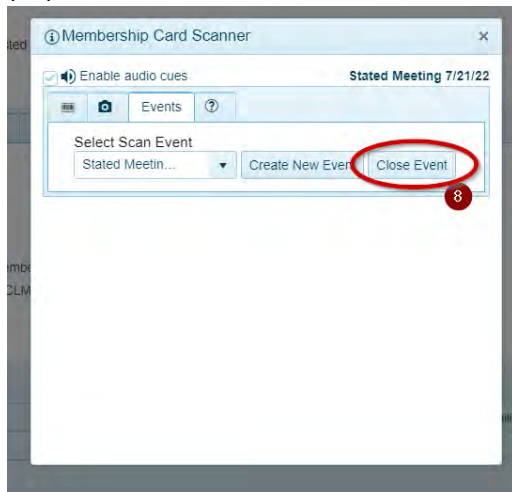 Membership Card Scanner
Enable audio cues
Stated Meeting 7/21/22
Events
Select Scan Event
Stated Meetin...
Create New Even
Close Event
8